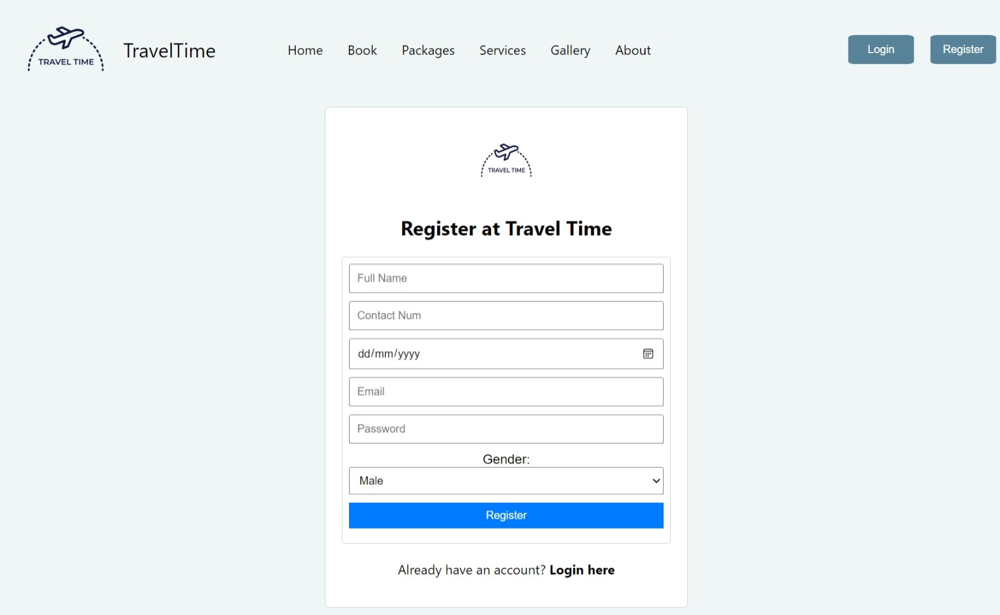 TRAVEL TIME
TravelTime
Home Book Packages Services Gallery About
Login Register
TRAVEL TIME
Register at Travel Time
Full Name
Contact Num
dd/mm/yyyy
Email
Password
Gender:
Male
Register
Already have an account? Login here